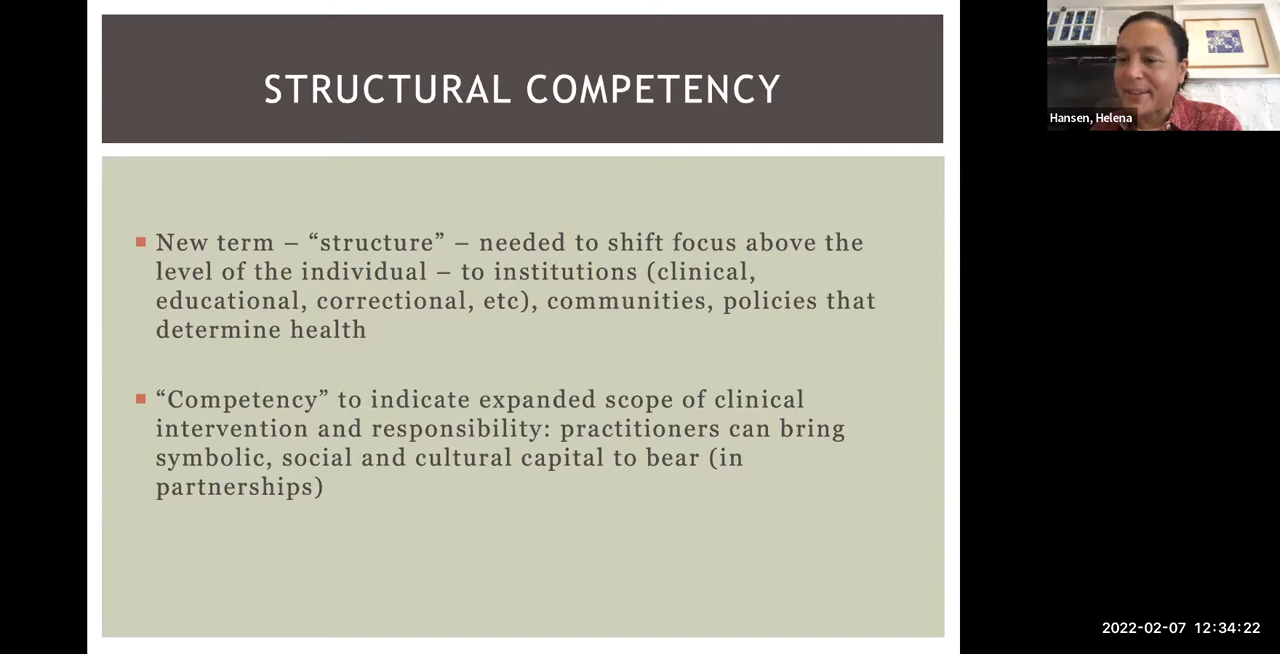 STRUCTURAL COMPETENCY
Hansen, Helena
▪ New term – “structure” – needed to shift focus above the
level of the individual – to institutions (clinical,
educational, correctional, etc), communities, policies that
determine health
▪ “Competency” to indicate expanded scope of clinical
intervention and responsibility: practitioners can bring
symbolic, social and cultural capital to bear (in
partnerships)
2022-02-07 12:34:22